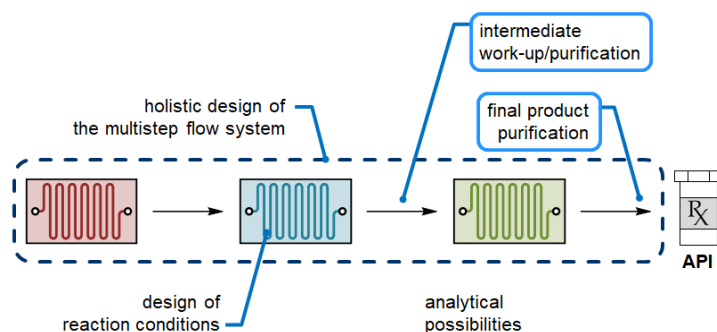 intermediate
work-up/purification
holistic design of
the multistep flow system
final product
purification
Rx
API
design of
reaction conditions
analytical
possibilities